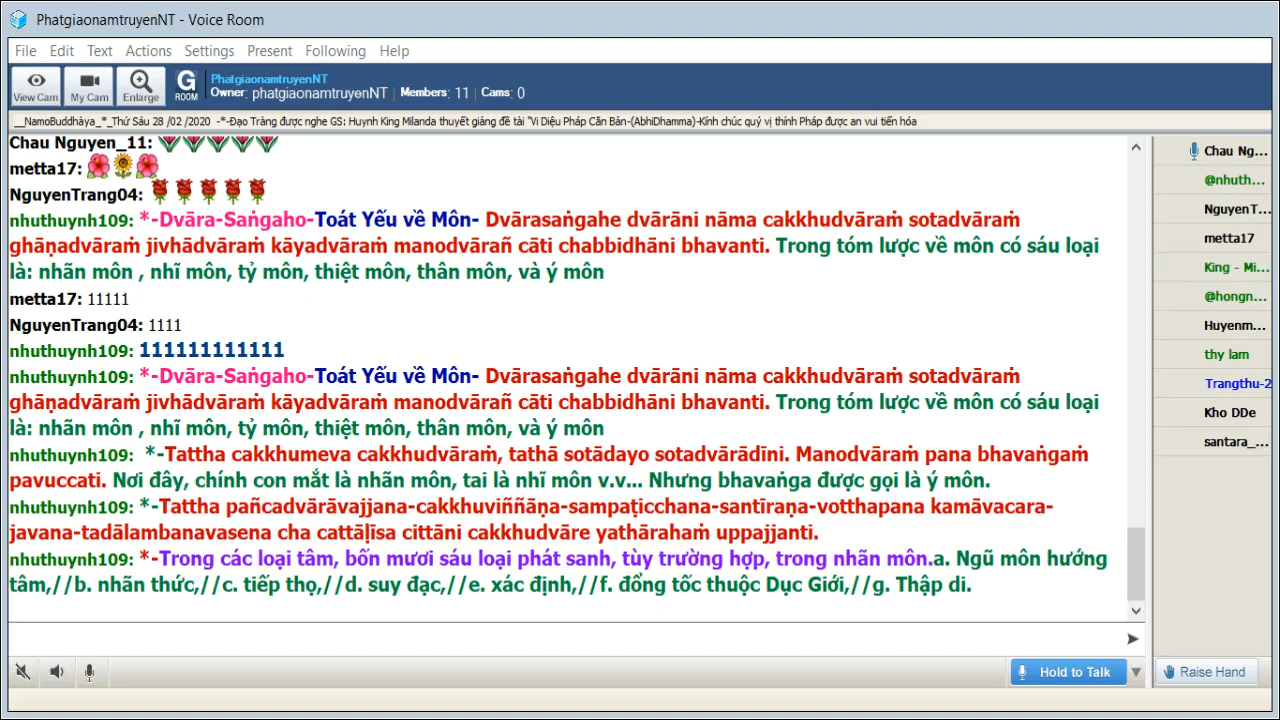 PhatgiaonamtruyenNT - Voice Room
File Edit Text Actions Settings Present Following Help
View Cam My Cam Enlarge G ROOM
PhatgiaonamtruyenNT
Owner: phatgiaonamtruyenNT Members: 11 Cams: 0
__NamoBuddhàya_*_Thứ Sáu 28 /02 /2020 -*-Đạo Tràng được nghe GS: Huynh King Milanda thuyết giảng đề tài "Vi Diệu Pháp Căn Bản-(AbhiDhamma)-Kính chúc quý vị thính Pháp được an vui tiến hóa
Chau Nguyen_11:
metta17:
NguyenTrang04:
nhuthuynh109: *-Dvāra-Saṅgaho-Toát Yếu về Môn- Dvārasaṅgahe dvārāni nāma cakkhudvāraṁ sotadvāraṁ
ghāṇadvāraṁ jivhādvāraṁ kāyadvāraṁ manodvārañ cāti chabbidhāni bhavanti. Trong tóm lược về môn có sáu loại
là: nhãn môn , nhĩ môn, tỷ môn, thiệt môn, thân môn, và ý môn
metta17: 11111
NguyenTrang04: 1111
nhuthuynh109: 111111111111
nhuthuynh109: *-Dvāra-Saṅgaho-Toát Yếu về Môn- Dvārasaṅgahe dvārāni nāma cakkhudvāraṁ sotadvāraṁ
ghāṇadvāraṁ jivhādvāraṁ kāyadvāraṁ manodvārañ cāti chabbidhāni bhavanti. Trong tóm lược về môn có sáu loại
là: nhãn môn , nhĩ môn, tỷ môn, thiệt môn, thân môn, và ý môn
nhuthuynh109: *-Tattha cakkhumeva cakkhudvāraṁ, tathā sotādayo sotadvārādīni. Manodvāraṁ pana bhavaṅgaṁ
pavuccati. Nơi đây, chính con mắt là nhãn môn, tai là nhĩ môn v.v... Nhưng bhavaṅga được gọi là ý môn.
nhuthuynh109: *-Tattha pañcadvārāvajjana-cakkhuviññāṇa-sampaṭicchana-santīraṇa-votthapana kamāvacara-
javana-tadālambanavasena cha cattāḷīsa cittāni cakkhudvāre yathārahaṁ uppajjanti.
nhuthuynh109: *-Trong các loại tâm, bốn mươi sáu loại phát sanh, tùy trường hợp, trong nhãn môn.a. Ngũ môn hướng
tâm,//b. nhãn thức,//c. tiếp thọ,//d. suy đạc,//e. xác định,//f. đổng tốc thuộc Dục Giới,//g. Thập di.
Chau Ng...
@nhuth...
NguyenT...
metta17
King - Mi...
@hongn...
Huyenm...
thy lam
Trangthu-2
Kho DDe
santara_...
Hold to Talk
Raise Hand